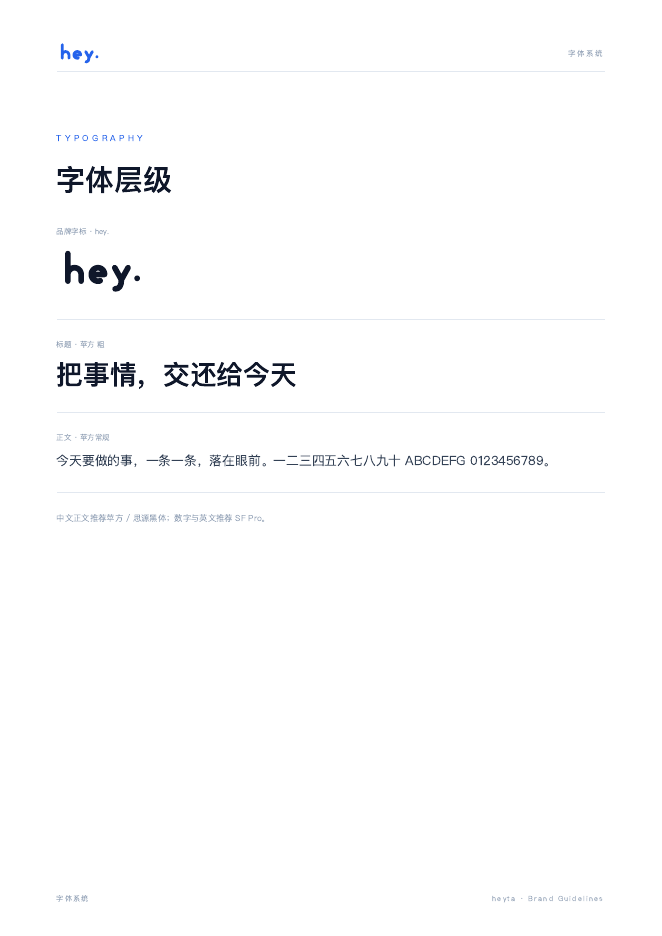 hey.
字体系统
TYPOGRAPHY
字体层级
品牌字标 · hey.
hey.
标题 · 苹方 粗
把事情，交还给今天
正文 · 苹方常规
今天要做的事，一条一条，落在眼前。一二三四五六七八九十 ABCDEFG 0123456789。
中文正文推荐苹方 / 思源黑体；数字与英文推荐 SF Pro。
字体系统
heyta · Brand Guidelines